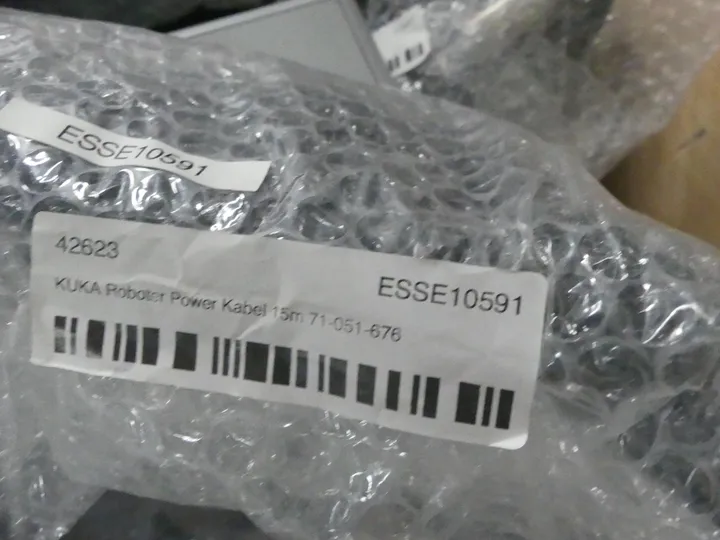 ESSE10591
42623
ESSE10591
KUKA Roboter Power Kabel 15m 71-051-676